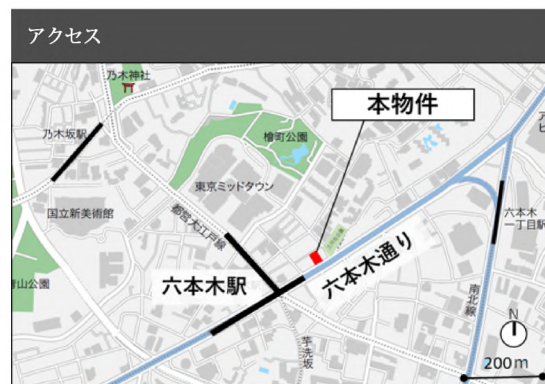 アクセス
乃木神社
本物件
乃木坂駅
檜町公園
東京ミッドタウン
国立新美術館
都営大江戸線
六本木
一丁目駅
青山公園
六本木駅
六本木通り
南北線
芋洗坂
N
200m